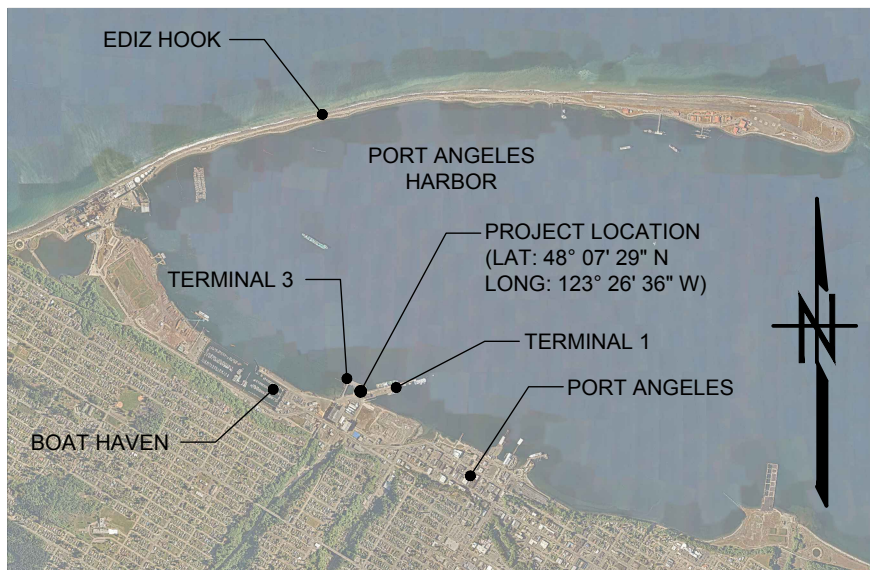 EDIZ HOOK
PORT ANGELES
HARBOR
PROJECT LOCATION
(LAT: 48° 07' 29" N
LONG: 123° 26' 36" W)
TERMINAL 3
TERMINAL 1
PORT ANGELES
BOAT HAVEN
N